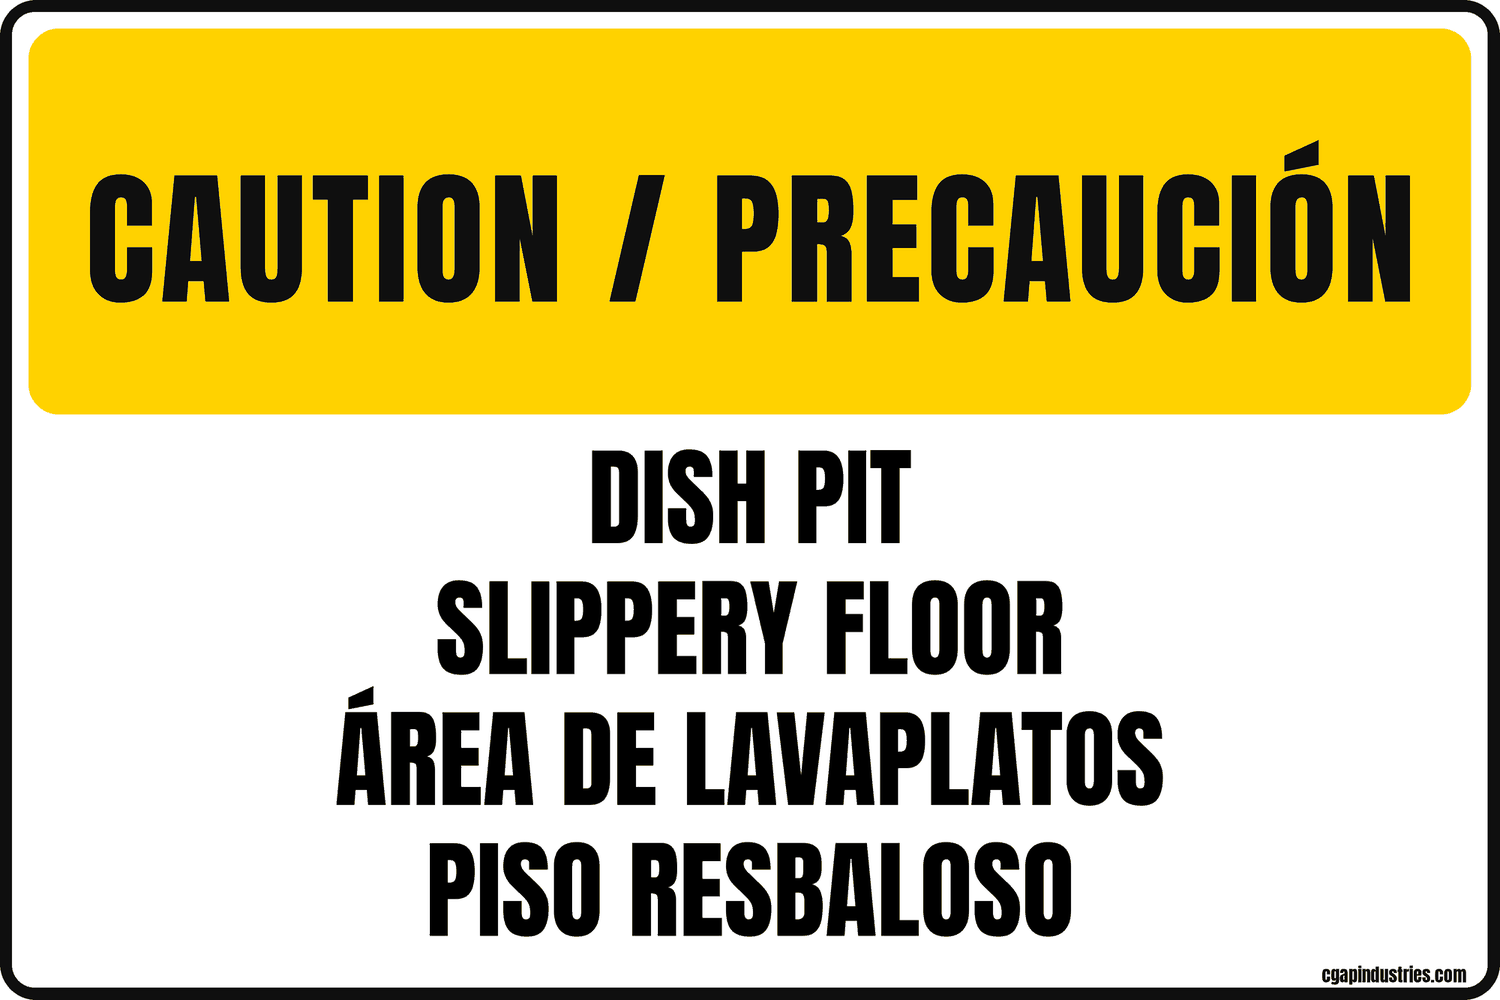 CAUTION / PRECAUCIÓN
DISH PIT
SLIPPERY FLOOR
ÁREA DE LAVAPLATOS
PISO RESBALOSO
cgapindustries.com